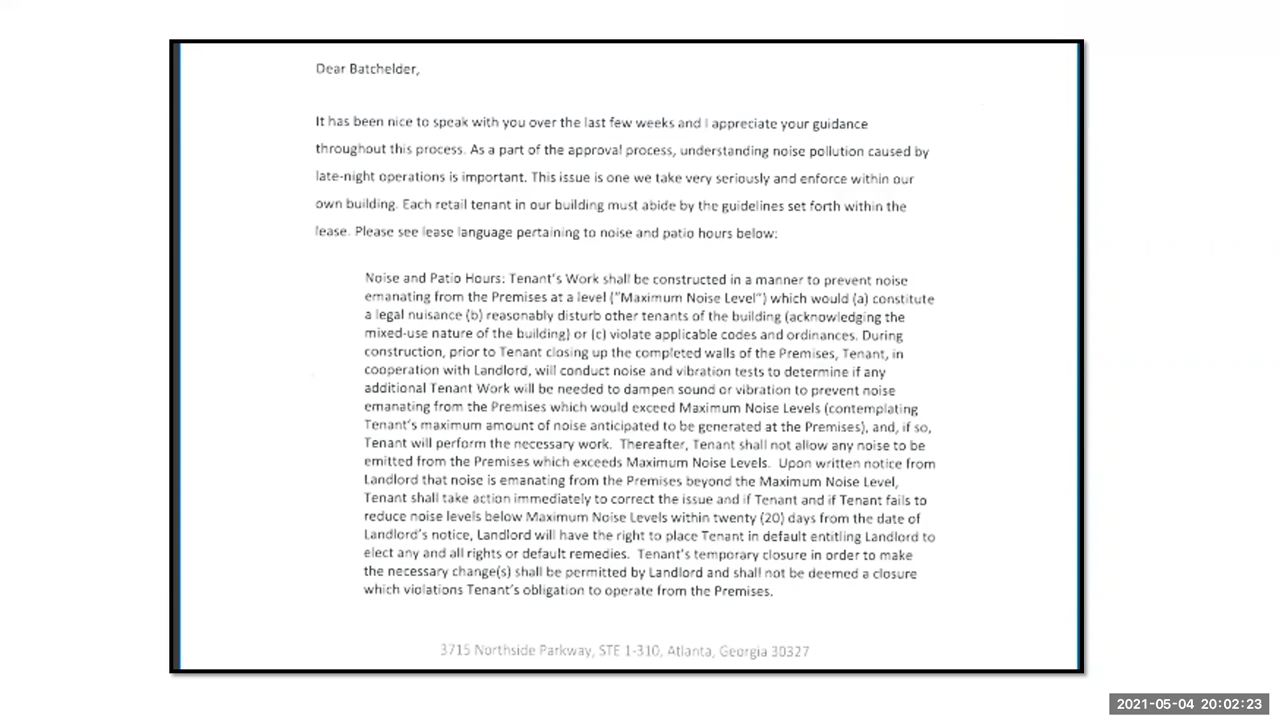 Dear Batchelder,
It has been nice to speak with you over the last few weeks and I appreciate your guidance
throughout this process. As a part of the approval process, understanding noise pollution caused by
late-night operations is important. This issue is one we take very seriously and enforce within our
own building. Each retail tenant in our building must abide by the guidelines set forth within the
lease. Please see lease language pertaining to noise and patio hours below:
Noise and Patio Hours: Tenant's Work shall be constructed in a manner to prevent noise
emanating from the Premises at a level ("Maximum Noise Level") which would (a) constitute
a legal nuisance (b) reasonably disturb other tenants of the building (acknowledging the
mixed-use nature of the building) or (c) violate applicable codes and ordinances. During
construction, prior to Tenant closing up the completed walls of the Premises, Tenant, in
cooperation with Landlord, will conduct noise and vibration tests to determine if any
additional Tenant Work will be needed to dampen sound or vibration to prevent noise
emanating from the Premises which would exceed Maximum Noise Levels (contemplating
Tenant's maximum amount of noise anticipated to be generated at the Premises), and, if so,
Tenant will perform the necessary work. Thereafter, Tenant shall not allow any noise to be
emitted from the Premises which exceeds Maximum Noise Levels. Upon written notice from
Landlord that noise is emanating from the Premises beyond the Maximum Noise Level,
Tenant shall take action immediately to correct the issue and if Tenant and if Tenant fails to
reduce noise levels below Maximum Noise Levels within twenty (20) days from the date of
Landlord's notice, Landlord will have the right to place Tenant in default entitling Landlord to
elect any and all rights or default remedies. Tenant's temporary closure in order to make
the necessary change(s) shall be permitted by Landlord and shall not be deemed a closure
which violations Tenant's obligation to operate from the Premises.
3715 Northside Parkway, STE 1-310, Atlanta, Georgia 30327
2021-05-04 20:02:23